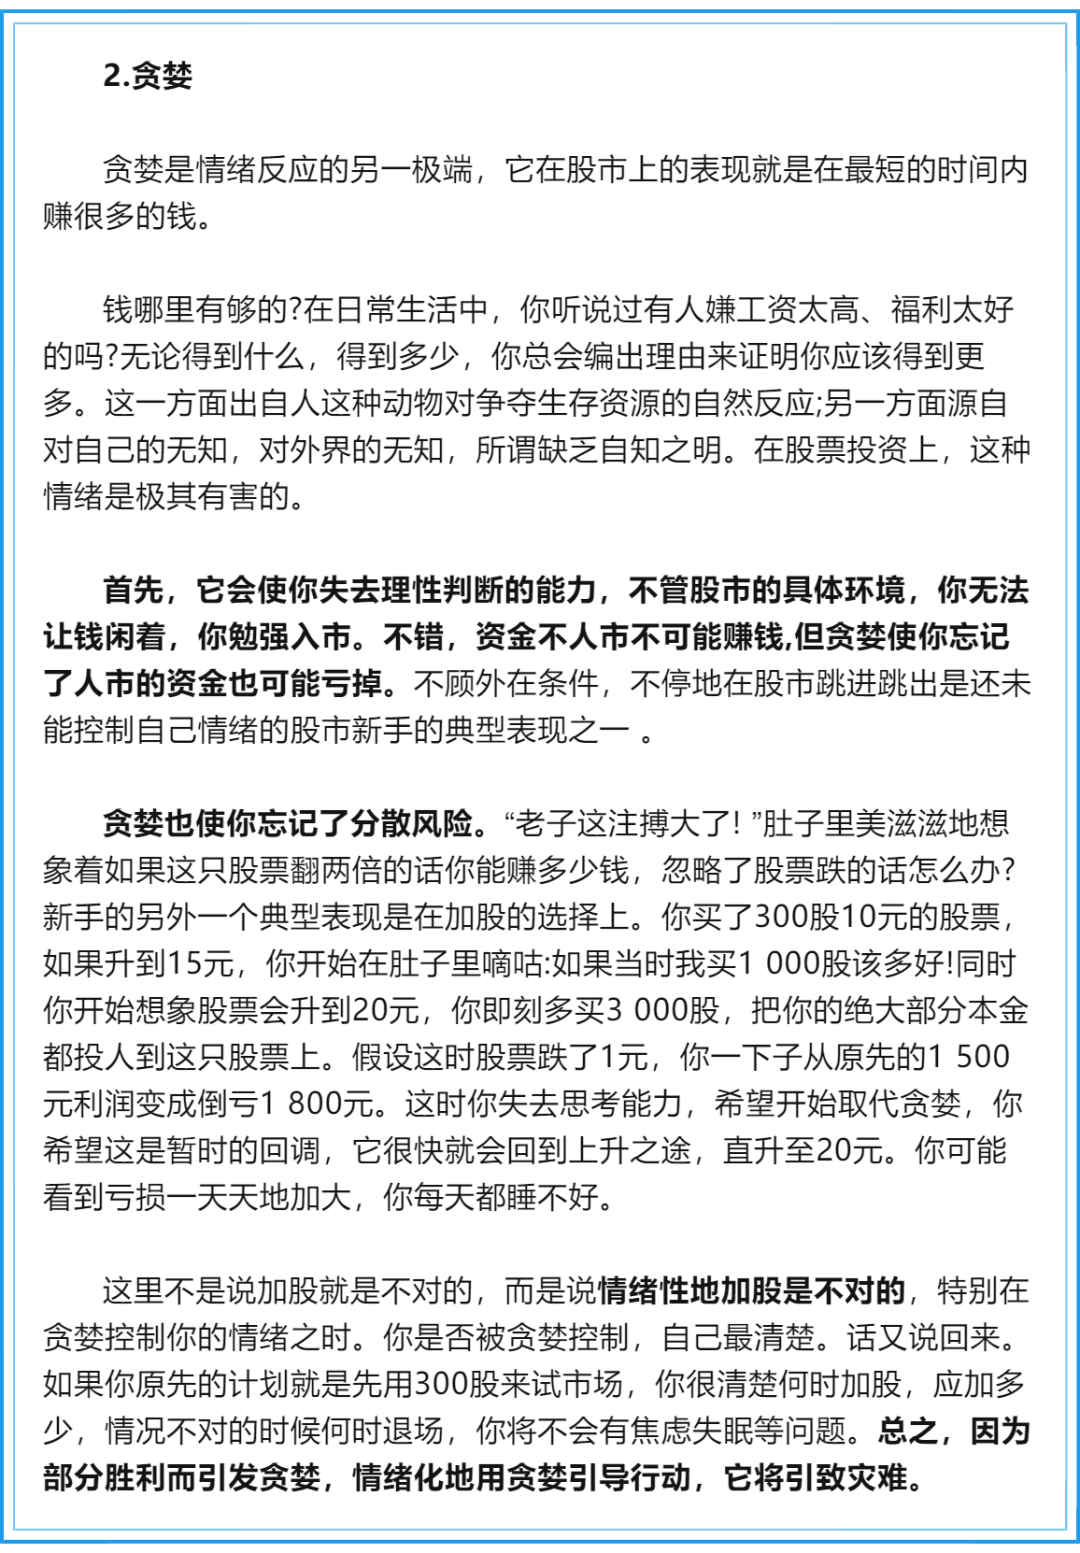 2.贪婪
贪婪是情绪反应的另一极端，它在股市上的表现就是在最短的时间内
赚很多的钱。
钱哪里有够的?在日常生活中，你听说过有人嫌工资太高、福利太好
的吗?无论得到什么，得到多少，你总会编出理由来证明你应该得到更
多。这一方面出自人这种动物对争夺生存资源的自然反应;另一方面源自
对自己的无知，对外界的无知，所谓缺乏自知之明。在股票投资上，这种
情绪是极其有害的。
首先，它会使你失去理性判断的能力，不管股市的具体环境，你无法
让钱闲着，你勉强入市。不错，资金不人市不可能赚钱,但贪婪使你忘记
了人市的资金也可能亏掉。不顾外在条件，不停地在股市跳进跳出是还未
能控制自己情绪的股市新手的典型表现之一 。
贪婪也使你忘记了分散风险。“老子这注搏大了! ”肚子里美滋滋地想
象着如果这只股票翻两倍的话你能赚多少钱，忽略了股票跌的话怎么办?
新手的另外一个典型表现是在加股的选择上。你买了300股10元的股票，
如果升到15元，你开始在肚子里嘀咕:如果当时我买1 000股该多好!同时
你开始想象股票会升到20元，你即刻多买3 000股，把你的绝大部分本金
都投人到这只股票上。假设这时股票跌了1元，你一下子从原先的1 500
元利润变成倒亏1 800元。这时你失去思考能力，希望开始取代贪婪，你
希望这是暂时的回调，它很快就会回到上升之途，直升至20元。你可能
看到亏损一天天地加大，你每天都睡不好。
这里不是说加股就是不对的，而是说情绪性地加股是不对的，特别在
贪婪控制你的情绪之时。你是否被贪婪控制，自己最清楚。话又说回来。
如果你原先的计划就是先用300股来试市场，你很清楚何时加股，应加多
少，情况不对的时候何时退场，你将不会有焦虑失眠等问题。总之，因为
部分胜利而引发贪婪，情绪化地用贪婪引导行动，它将引致灾难。